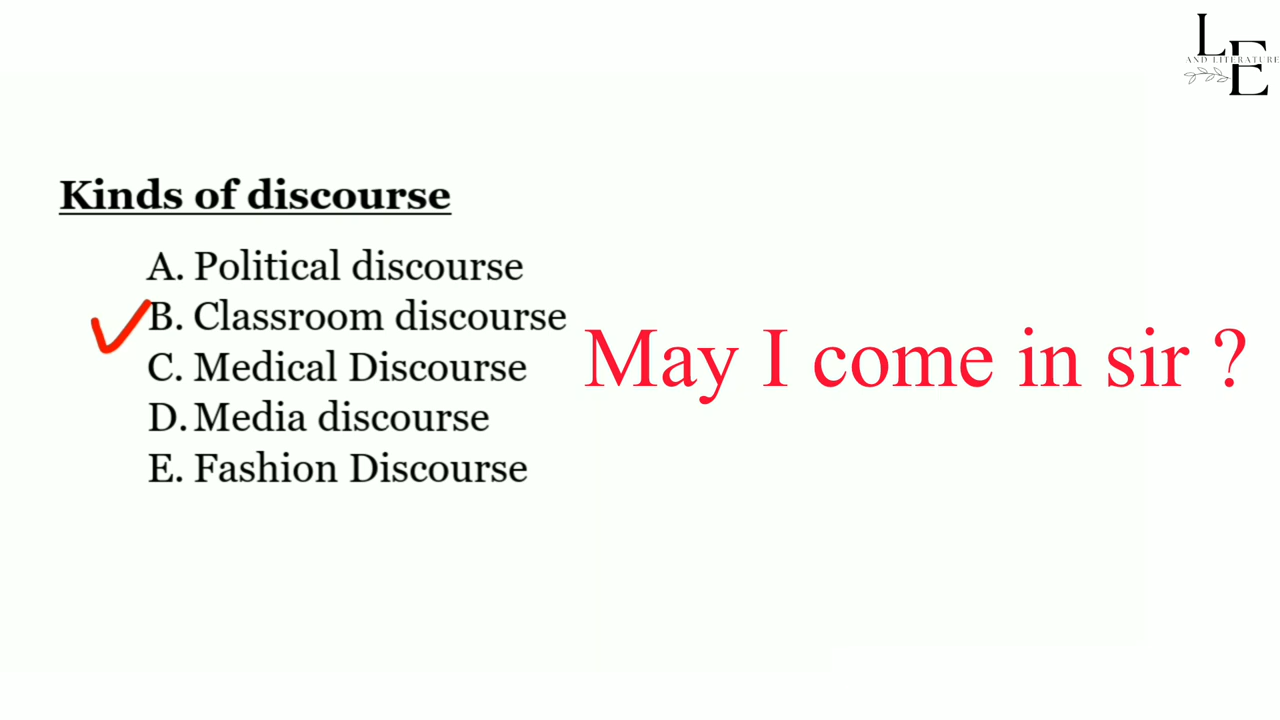 L E
AND LITERATURE
Kinds of discourse
A. Political discourse
B. Classroom discourse
C. Medical Discourse
D. Media discourse
E. Fashion Discourse
May I come in sir ?